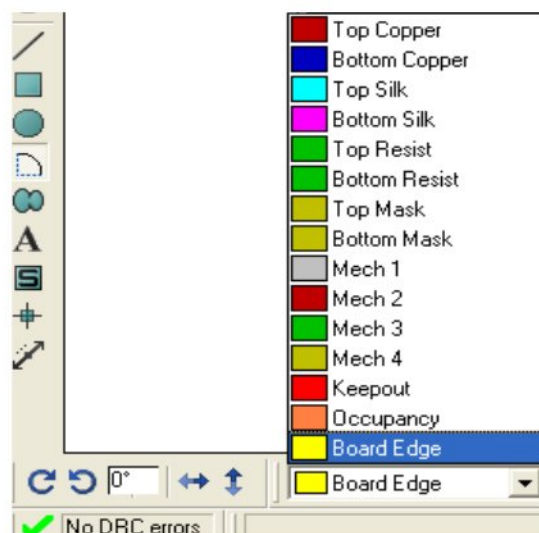 Top Copper
Bottom Copper
Top Silk
Bottom Silk
Top Resist
Bottom Resist
Top Mask
Bottom Mask
Mech 1
Mech 2
Mech 3
Mech 4
Keepout
Occupancy
Board Edge
A
S
0° Board Edge
No DRC errors